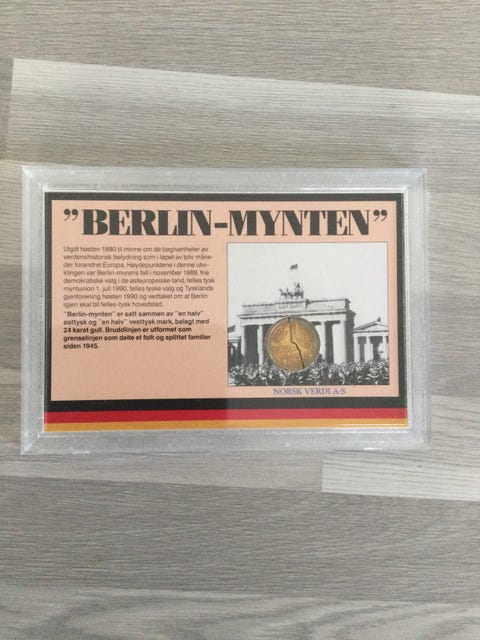 "BERLIN-MYNTEN"
Utgitt høsten 1990 til minne om de begivenheter av
verdenshistorisk betydning som i løpet av tolv måne-
der forandret Europa. Høydepunktene i denne utvi-
klingen var Berlin-murens fall i november 1989, frie
demokratiske valg i de østeuropeiske land, felles tysk
myntunion 1. juli 1990, felles tyske valg og Tysklands
gjenforening høsten 1990 og vedtaket om at Berlin
igjen skal bli felles-tysk hovedstad.
"Berlin-mynten" er satt sammen av "en halv"
østtysk og "en halv" vesttysk mark, belagt med
24 karat gull. Bruddlinjen er utformet som
grenselinjen som delte et folk og splittet familier
siden 1945.
NORSK VERDI A-S